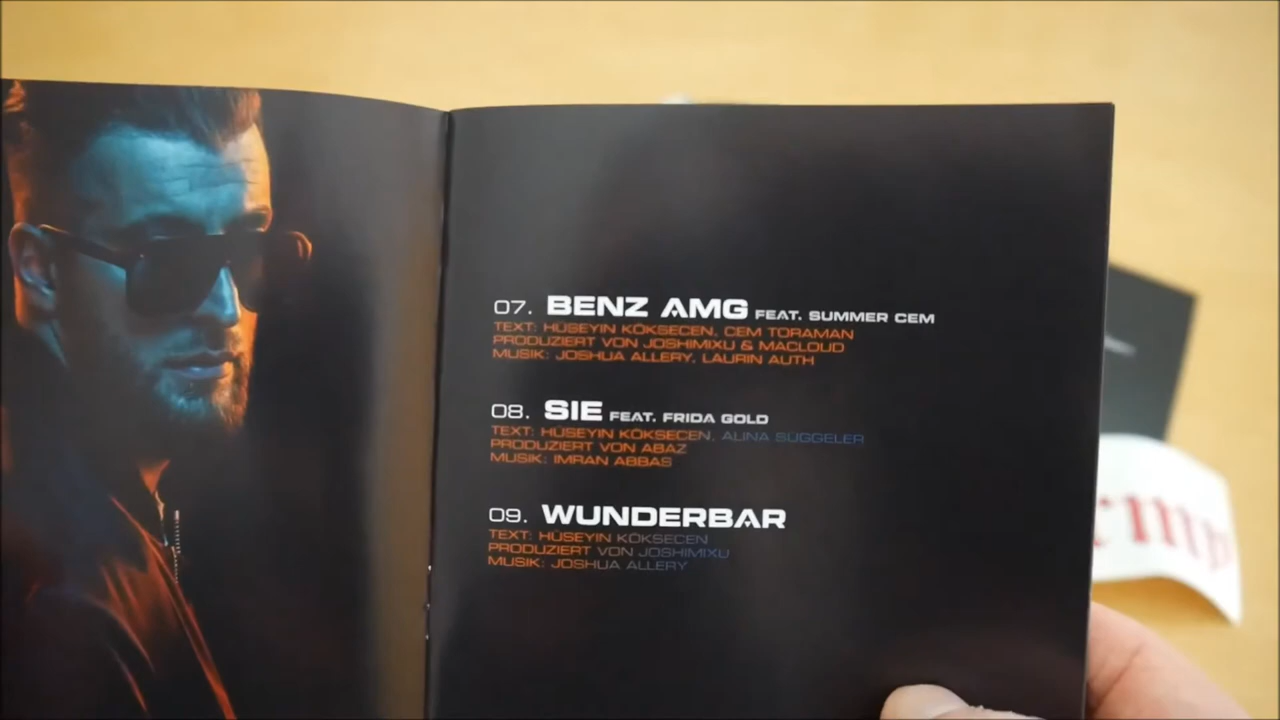 07. BENZ AMG FEAT. SUMMER CEM
TEXT: HÜSEYIN KÖKSECEN, CEM TORAMAN
PRODUZIERT VON JOSHIMIXU & MACLOUD
MUSIK: JOSHUA ALLERY, LAURIN AUTH
08. SIE FEAT. FRIDA GOLD
TEXT: HÜSEYIN KÖKSECEN, ALINA SÜGGELER
PRODUZIERT VON ABAZ
MUSIK: IMRAN ABBAS
09. WUNDERBAR
TEXT: HÜSEYIN KÖKSECEN
PRODUZIERT VON JOSHIMIXU
MUSIK: JOSHUA ALLERY